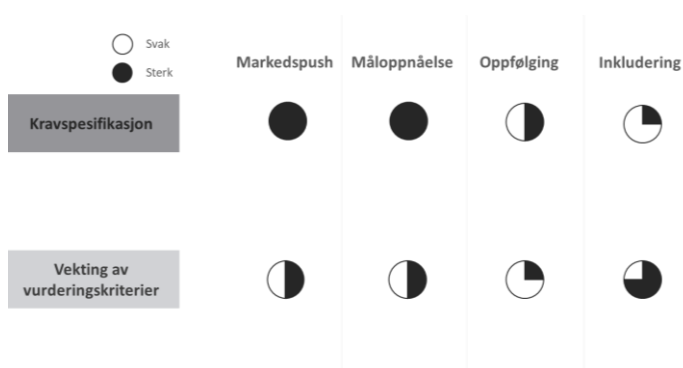 Svak
Sterk
Markedspush Måloppnåelse Oppfølging Inkludering
Kravspesifikasjon
Vekting av
vurderingskriterier